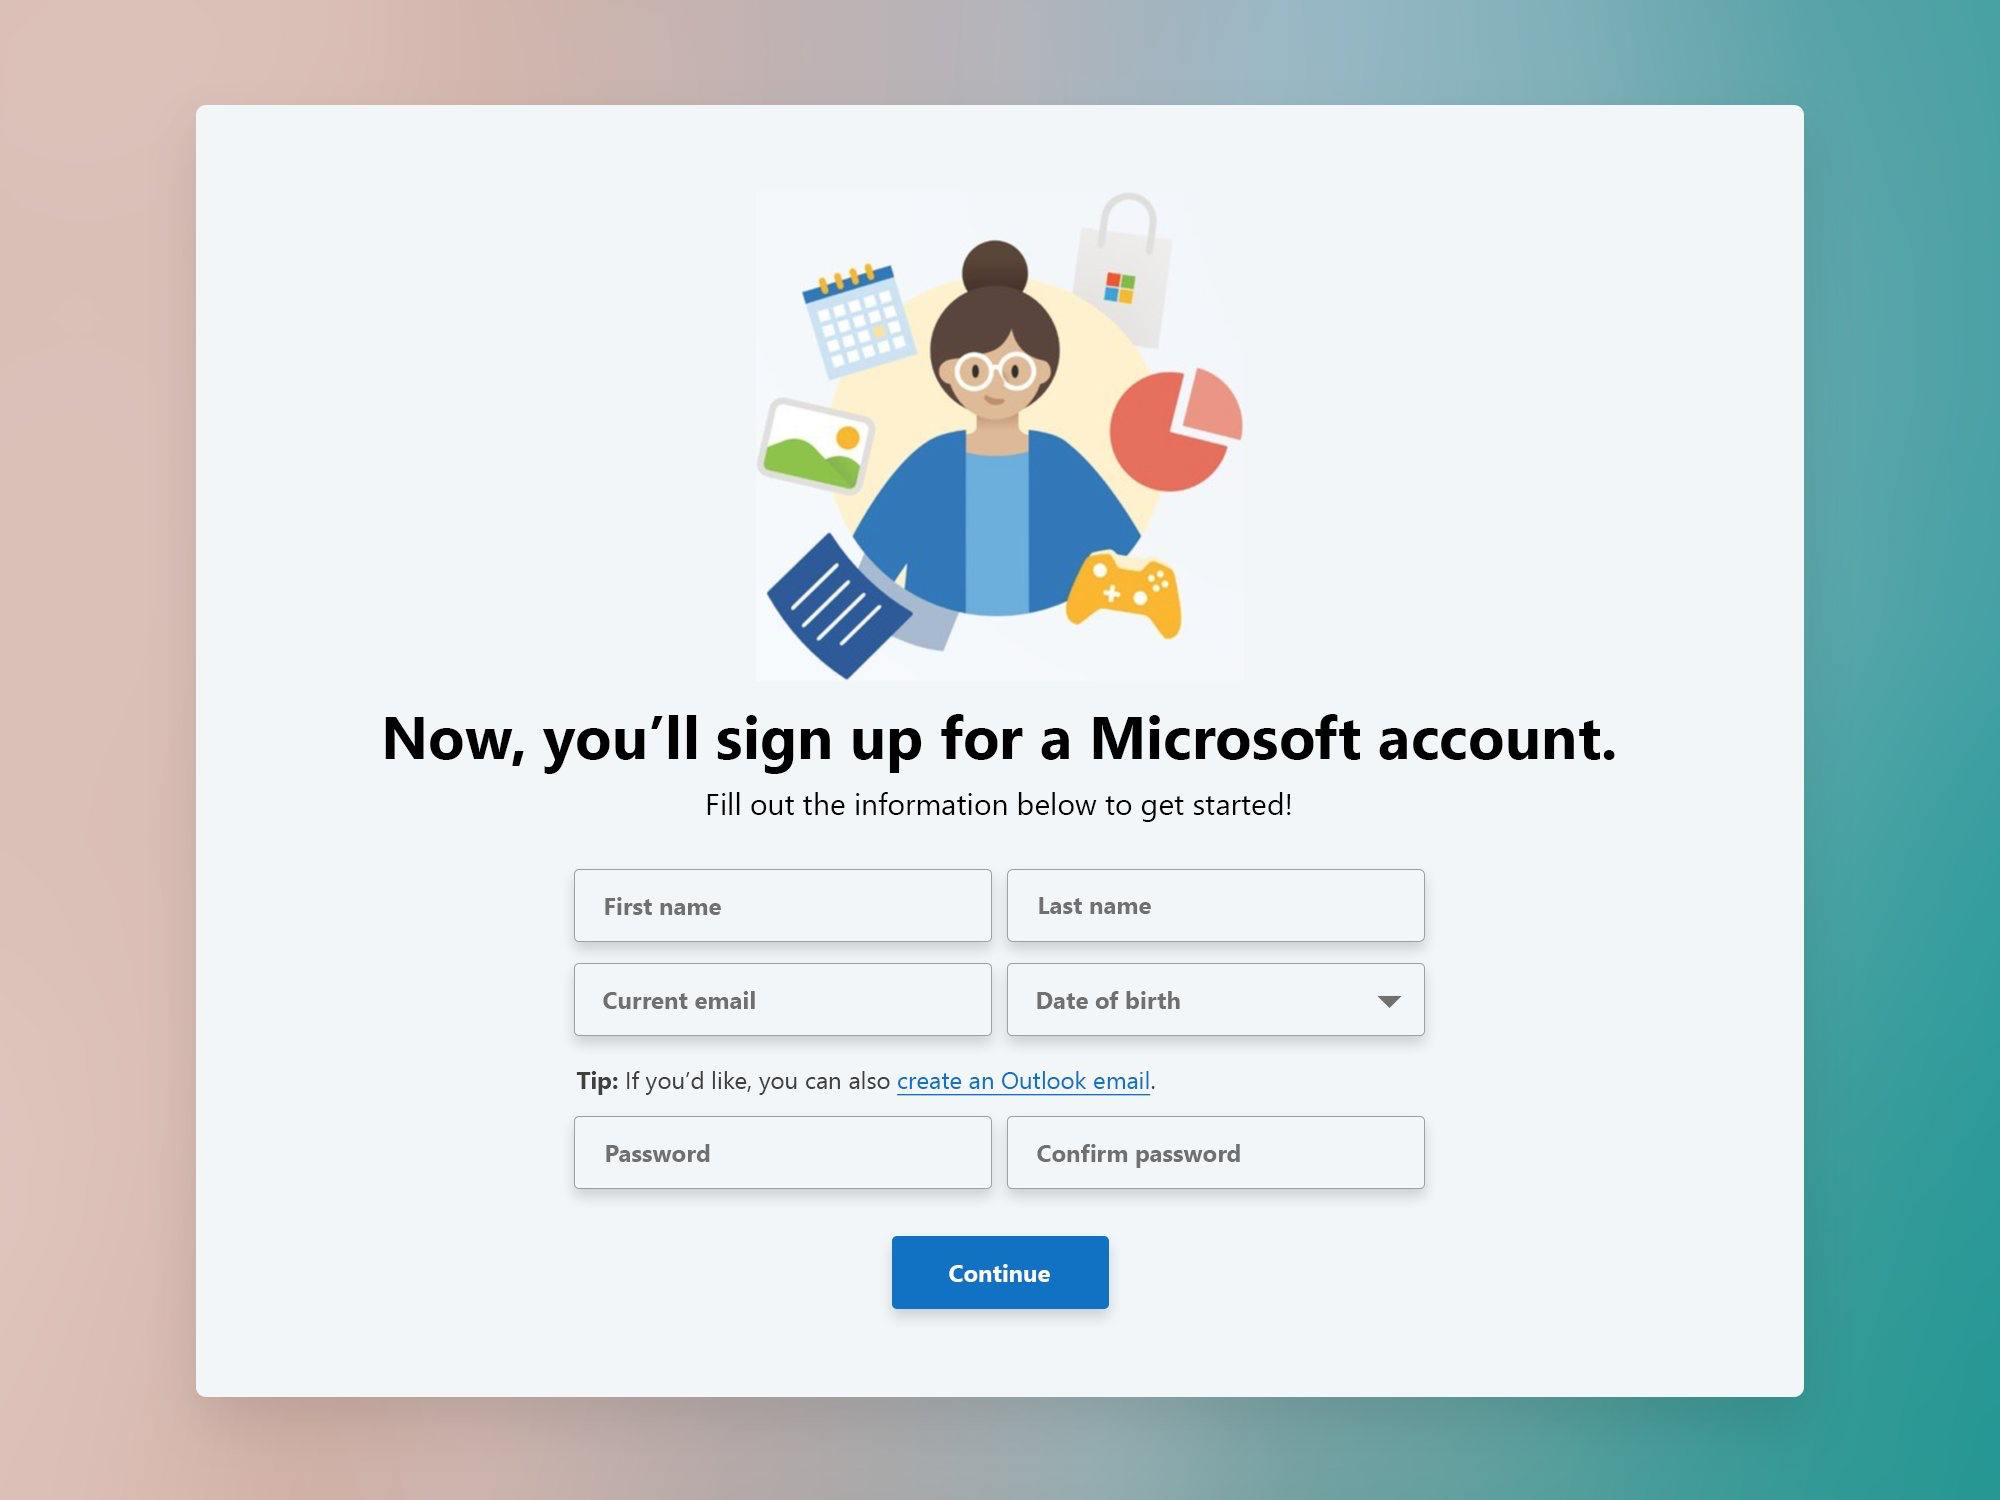 Now, you’ll sign up for a Microsoft account.
Fill out the information below to get started!
First name
Last name
Current email
Date of birth
Tip: If you’d like, you can also create an Outlook email.
Password
Confirm password
Continue